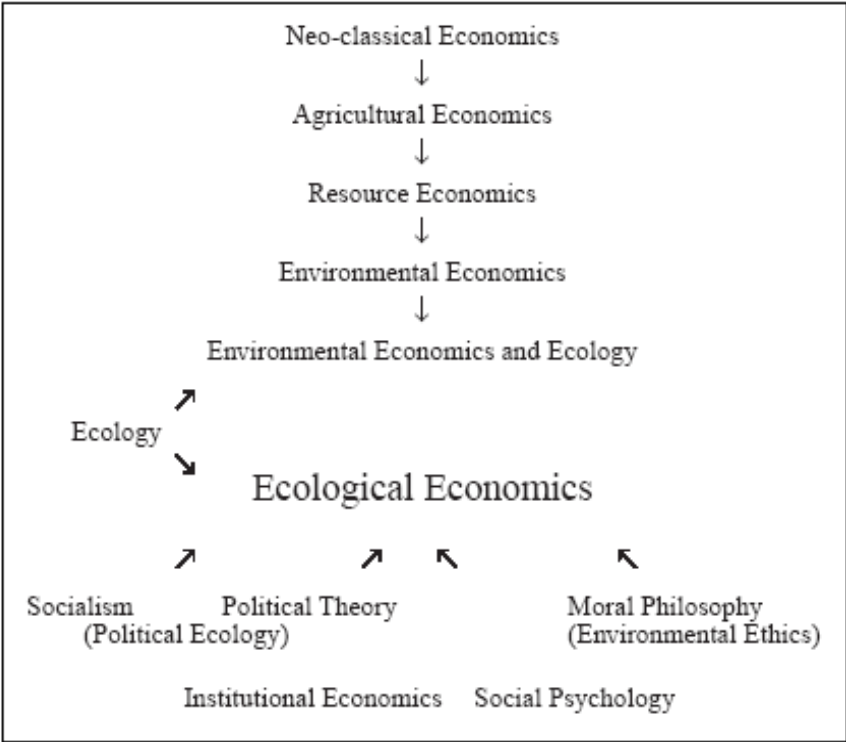 Neo-classical Economics
↓
Agricultural Economics
↓
Resource Economics
↓
Environmental Economics
↓
Environmental Economics and Ecology
Ecology
Ecological Economics
Socialism Political Theory Moral Philosophy
(Political Ecology) (Environmental Ethics)
Institutional Economics Social Psychology